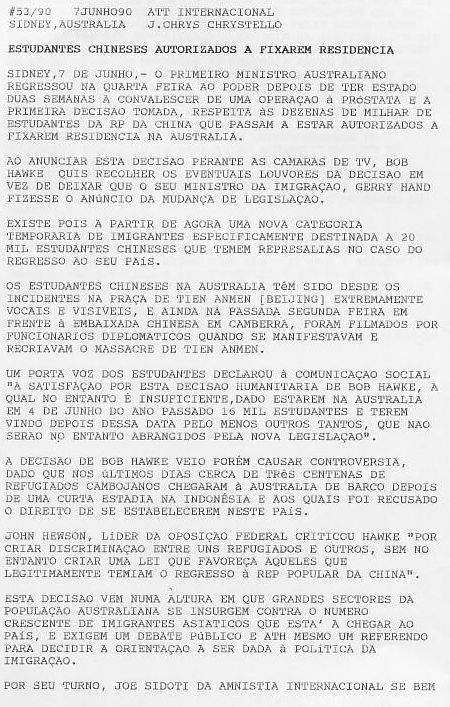 #53/90 7JUNHO90 ATT INTERNACIONAL
SIDNEY,AUSTRALIA J.CHRYS CHRYSTELLO
ESTUDANTES CHINESES AUTORIZADOS A FIXAREM RESIDENCIA
SIDNEY,7 DE JUNHO,- O PRIMEIRO MINISTRO AUSTRALIANO
REGRESSOU NA QUARTA FEIRA AO PODER DEPOIS DE TER ESTADO
DUAS SEMANAS A CONVALESCER DE UMA OPERAÇAO à PRóSTATA E A
PRIMEIRA DECISAO TOMADA, RESPEITA àS DEZENAS DE MILHAR DE
ESTUDANTES DA RP DA CHINA QUE PASSAM A ESTAR AUTORIZADOS A
FIXAREM RESIDENCIA NA AUSTRALIA.
AO ANUNCIAR ESTA DECISAO PERANTE AS CAMARAS DE TV, BOB
HAWKE QUIS RECOLHER OS EVENTUAIS LOUVORES DA DECISAO EM
VEZ DE DEIXAR QUE O SEU MINISTRO DA IMIGRAÇAO, GERRY HAND
FIZESSE O ANúNCIO DA MUDANÇA DE LEGISLAÇAO.
EXISTE POIS A PARTIR DE AGORA UMA NOVA CATEGORIA
TEMPORARIA DE IMIGRANTES ESPECIFICAMENTE DESTINADA A 20
MIL ESTUDANTES CHINESES QUE TEMEM REPRESALIAS NO CASO DO
REGRESSO AO SEU PAíS.
OS ESTUDANTES CHINESES NA AUSTRALIA TêM SIDO DESDE OS
INCIDENTES NA PRAÇA DE TIEN ANMEN [BEIJING] EXTREMAMENTE
VOCAIS E VISIVEIS, E AINDA NA PASSADA SEGUNDA FEIRA EM
FRENTE à EMBAIXADA CHINESA EM CAMBERRA, FORAM FILMADOS POR
FUNCIONARIOS DIPLOMATICOS QUANDO SE MANIFESTAVAM E
RECRIAVAM O MASSACRE DE TIEN ANMEN.
UM PORTA VOZ DOS ESTUDANTES DECLAROU à COMUNICAÇAO SOCIAL
"A SATISFAÇAO POR ESTA DECISAO HUMANITARIA DE BOB HAWKE, A
QUAL NO ENTANTO É INSUFICIENTE,DADO ESTAREM NA AUSTRALIA
EM 4 DE JUNHO DO ANO PASSADO 16 MIL ESTUDANTES E TEREM
VINDO DEPOIS DESSA DATA PELO MENOS OUTROS TANTOS, QUE NAO
SERAO NO ENTANTO ABRANGIDOS PELA NOVA LEGISLAÇAO".
A DECISAO DE BOB HAWKE VEIO PORÉM CAUSAR CONTROVERSIA,
DADO QUE NOS úLTIMOS DIAS CERCA DE TRêS CENTENAS DE
REFUGIADOS CAMBOJANOS CHEGARAM à AUSTRALIA DE BARCO DEPOIS
DE UMA CURTA ESTADIA NA INDONÉSIA E AOS QUAIS FOI RECUSADO
O DIREITO DE SE ESTABELECEREM NESTE PAíS.
JOHN HEWSON, LíDER DA OPOSIÇAO FEDERAL CRITICOU HAWKE "POR
CRIAR DISCRIMINAÇAO ENTRE UNS REFUGIADOS E OUTROS, SEM NO
ENTANTO CRIAR UMA LEI QUE FAVOREÇA AQUELES QUE
LEGITIMAMENTE TEMIAM O REGRESSO à REP POPULAR DA CHINA".
ESTA DECISAO VEM NUMA ALTURA EM QUE GRANDES SECTORES DA
POPULAÇAO AUSTRALIANA SE INSURGEM CONTRA O NUMERO
CRESCENTE DE IMIGRANTES ASIATICOS QUE ESTA' A CHEGAR AO
PAíS, E EXIGEM UM DEBATE PúBLICO E ATH MESMO UM REFERENDO
PARA DECIDIR A ORIENTAÇAO A SER DADA à POLíTICA DA
IMIGRAÇAO.
POR SEU TURNO, JOE SIDOTI DA AMNISTIA INTERNACIONAL SE BEM